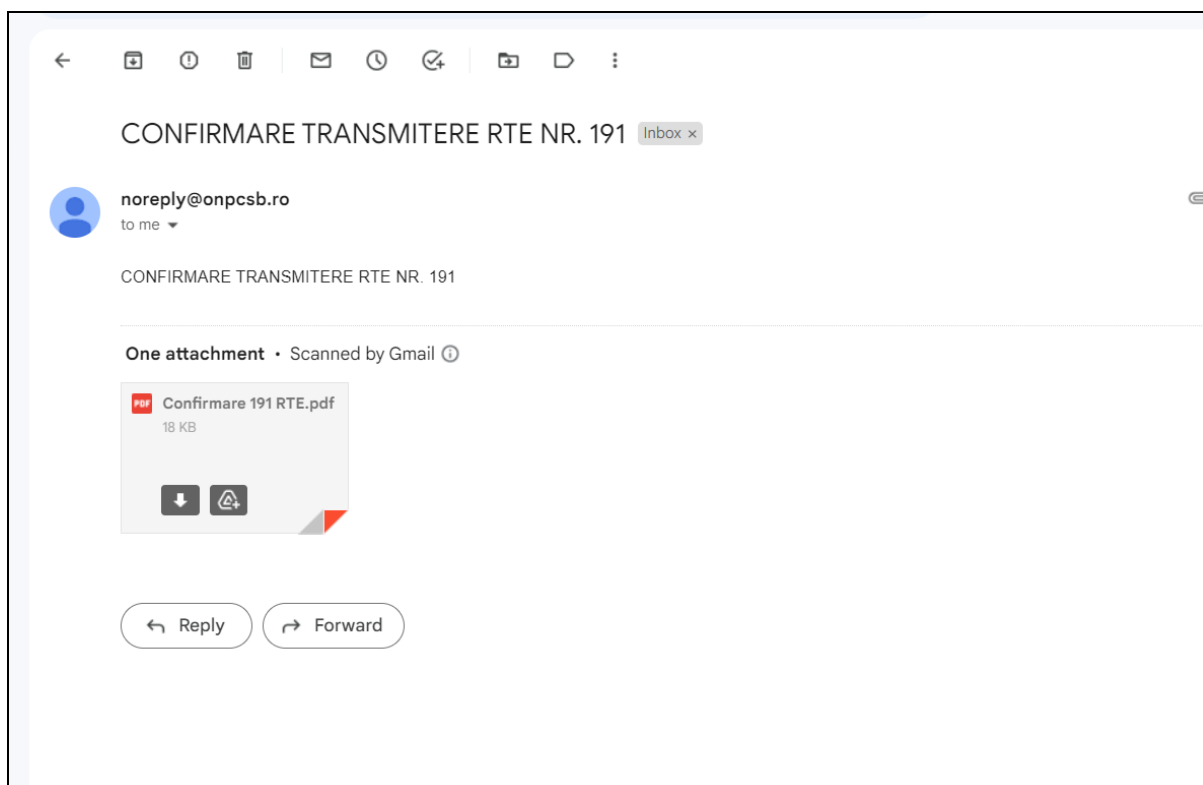 CONFIRMARE TRANSMITERE RTE NR. 191 Inbox ×
noreply@onpcsb.ro
to me
CONFIRMARE TRANSMITERE RTE NR. 191
One attachment • Scanned by Gmail
PDF Confirmare 191 RTE.pdf
18 KB
Reply Forward